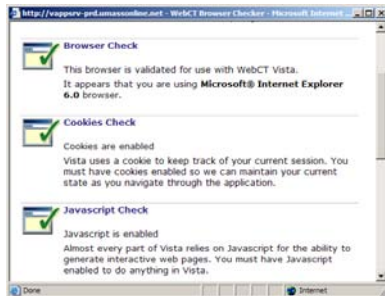 http://vappsrv-prd.umassonline.net - WebCT Browser Checker - Microsoft Internet ...
Browser Check
This browser is validated for use with WebCT Vista.
It appears that you are using Microsoft® Internet Explorer
6.0 browser.
Cookies Check
Cookies are enabled
Vista uses a cookie to keep track of your current session. You
must have cookies enabled so we can maintain your current
state as you navigate through the application.
Javascript Check
Javascript is enabled
Almost every part of Vista relies on Javascript for the ability to
generate interactive web pages. You must have Javascript
enabled to do anything in Vista.
Done
Internet